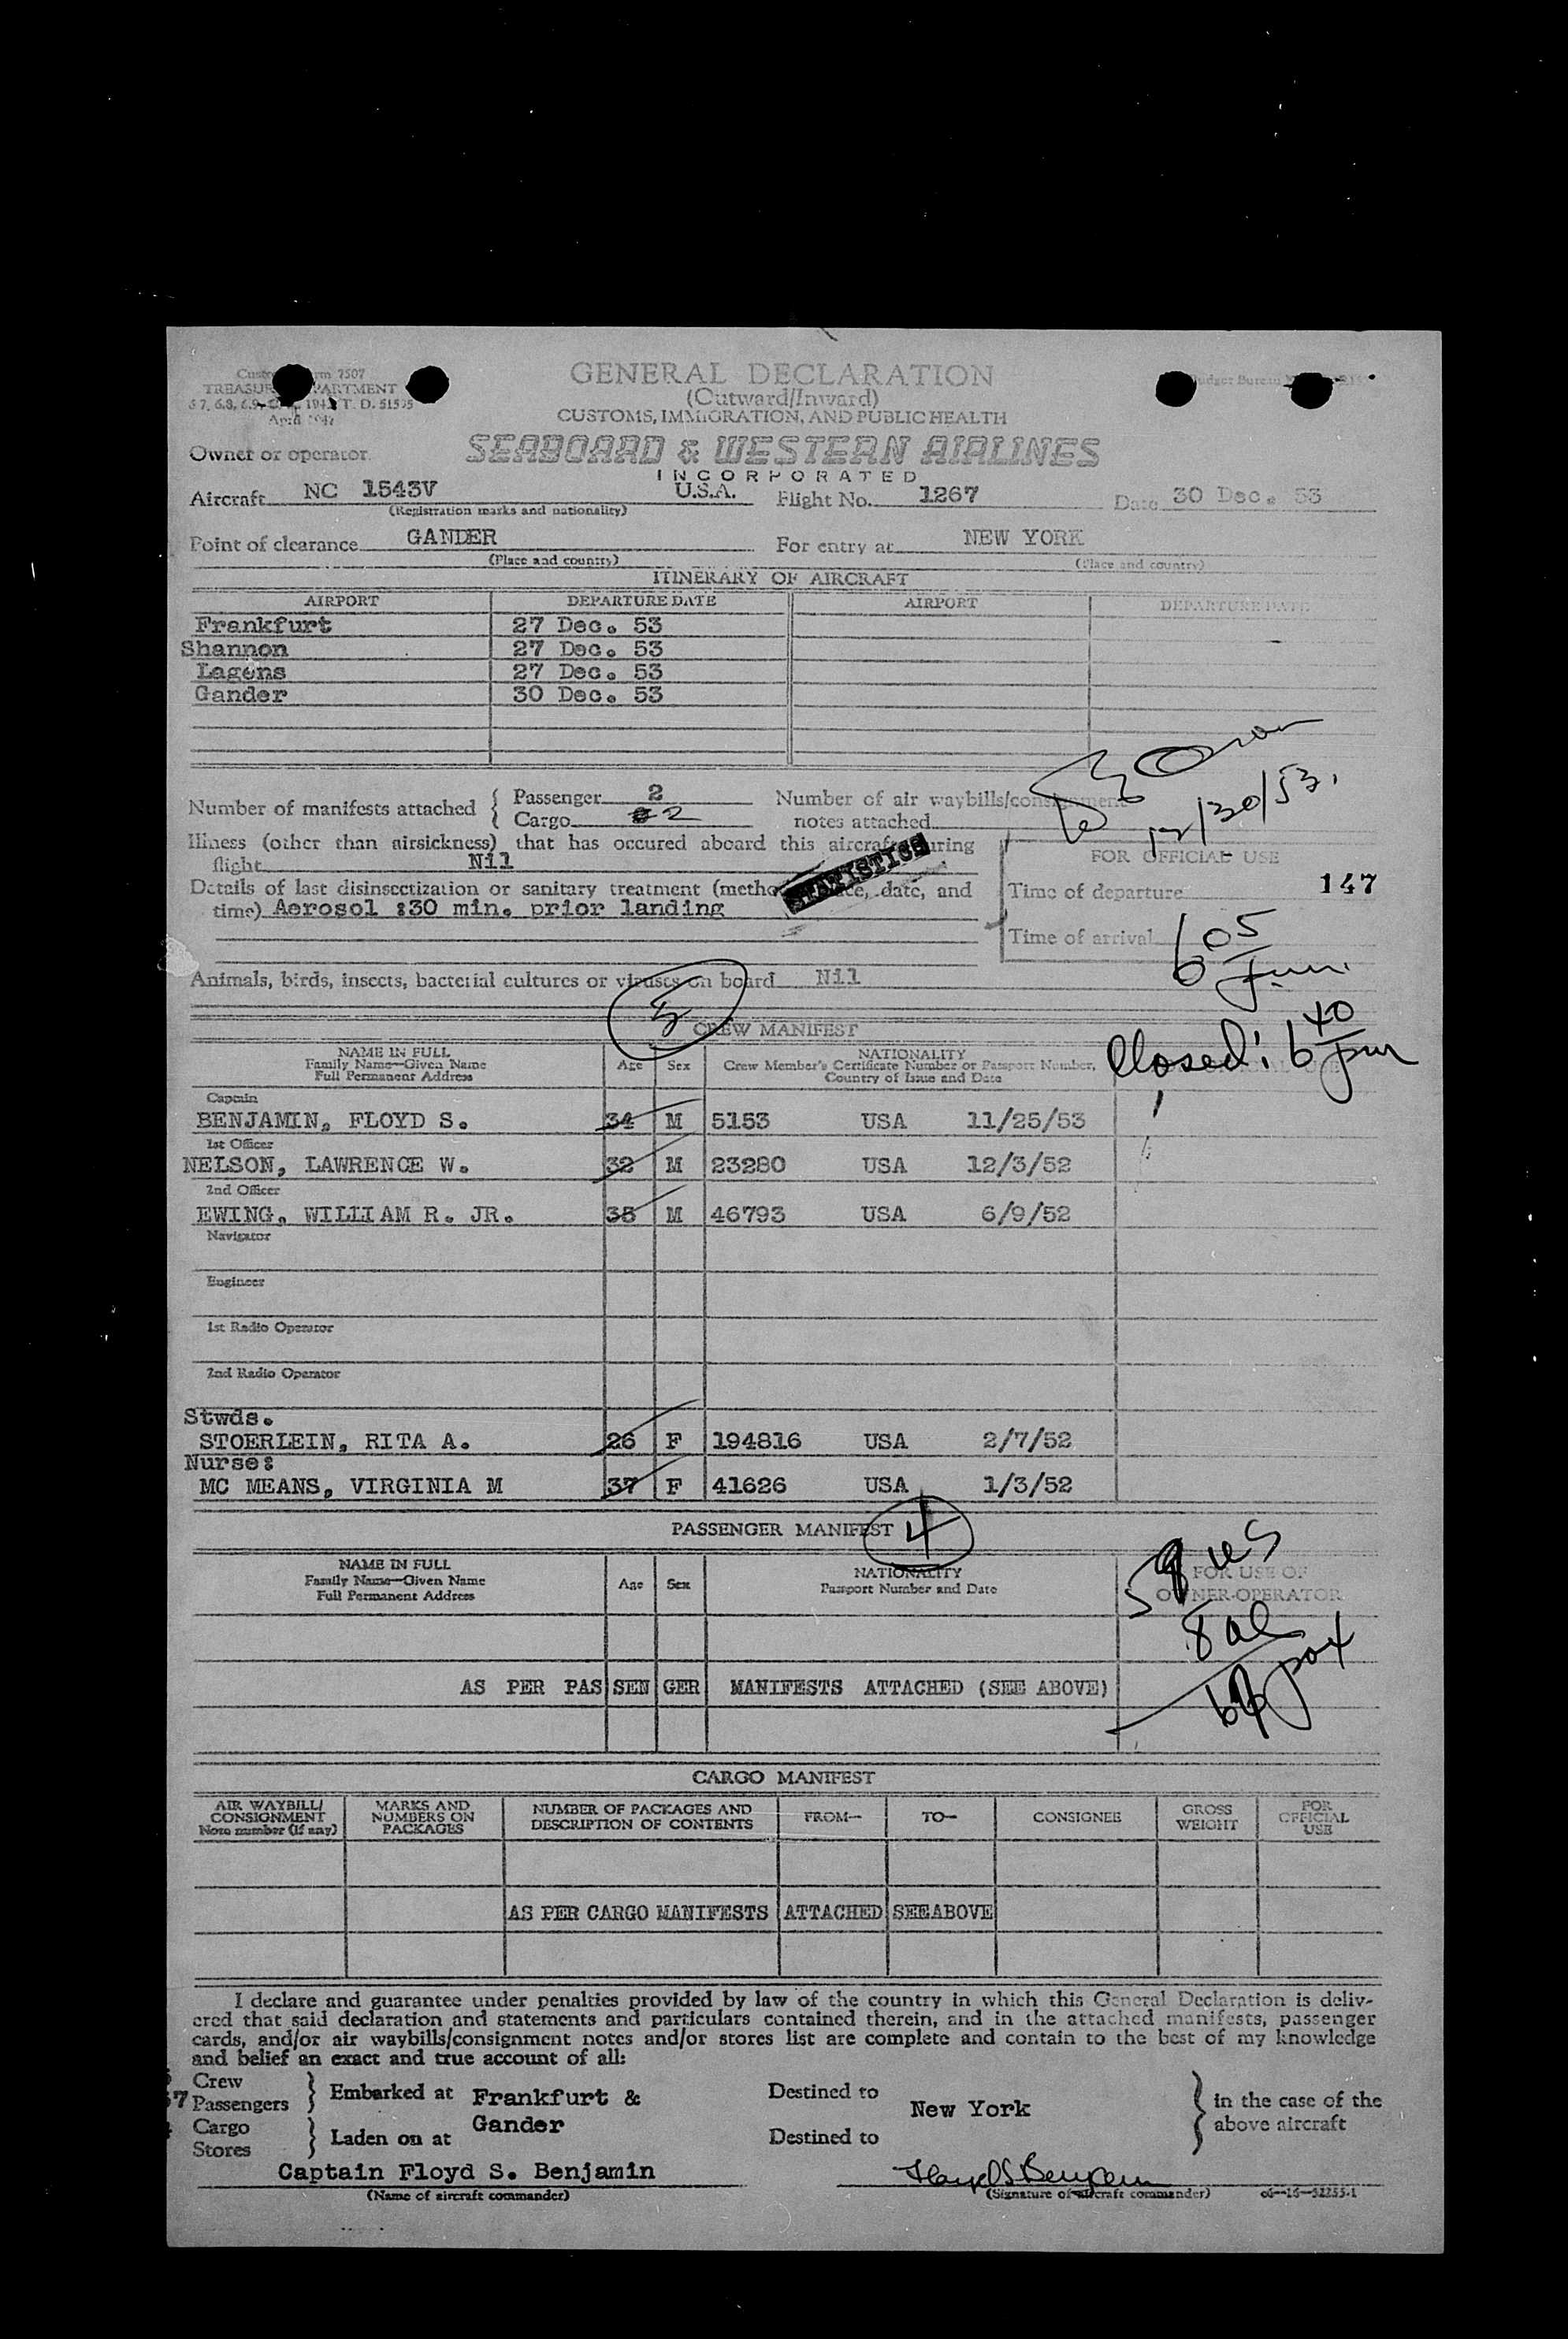 GENERAL DECLARATION
(Outward/Inward)
CUSTOMS, IMMIGRATION, AND PUBLIC HEALTH
TREASURY DEPARTMENT
April 1947
Owner or operator SEABOARD & WESTERN AIRLINES
INCORPORATED
Aircraft NC 1543V U.S.A. Flight No. 1267 Date 30 Dec. 53
(Registration marks and nationality)
Point of clearance GANDER For entry at NEW YORK
(Place and country) (Place and country)
ITINERARY OF AIRCRAFT
AIRPORT DEPARTURE DATE AIRPORT DEPARTURE DATE
Frankfurt 27 Dec. 53
Shannon 27 Dec. 53
Lagens 27 Dec. 53
Gander 30 Dec. 53
12/30/53.
Number of manifests attached { Passenger 2 Number of air waybills/consignment
Cargo 2 notes attached
Illness (other than airsickness) that has occured aboard this aircraft during
flight Nil
FOR OFFICIAL USE
STATISTICS
Details of last disinsectization or sanitary treatment (method, place, date, and
time) Aerosol :30 min. prior landing
Time of departure 147
Time of arrival 6 05 pm.
Animals, birds, insects, bacterial cultures or viruses on board Nil
5
CREW MANIFEST
Closed: 6 40 pm
NAME IN FULL
Family Name—Given Name
Full Permanent Address
Age Sex
NATIONALITY
Crew Member's Certificate Number or Passport Number,
Country of Issue and Date
Captain
BENJAMIN, FLOYD S. 34 M 5153 USA 11/25/53
1st Officer
NELSON, LAWRENCE W. 32 M 23280 USA 12/3/52
2nd Officer
EWING, WILLIAM R. JR. 35 M 46793 USA 6/9/52
Navigator
Engineer
1st Radio Operator
2nd Radio Operator
Stwds.
STOERLEIN, RITA A. 26 F 194816 USA 2/7/52
Nurse:
MC MEANS, VIRGINIA M 37 F 41626 USA 1/3/52
PASSENGER MANIFEST 4
NAME IN FULL
Family Name—Given Name
Full Permanent Address
Age Sex
NATIONALITY
Passport Number and Date
FOR USE OF
OWNER-OPERATOR
8 al
pax
AS PER PASSENGER MANIFESTS ATTACHED (SEE ABOVE)
CARGO MANIFEST
AIR WAYBILL/
CONSIGNMENT
Note number (if any)
MARKS AND
NUMBERS ON
PACKAGES
NUMBER OF PACKAGES AND
DESCRIPTION OF CONTENTS
FROM—
TO—
CONSIGNEE
GROSS
WEIGHT
FOR
OFFICIAL
USE
AS PER CARGO MANIFESTS ATTACHED SEE ABOVE
I declare and guarantee under penalties provided by law of the country in which this General Declaration is deliv-
ered that said declaration and statements and particulars contained therein, and in the attached manifests, passenger
cards, and/or air waybills/consignment notes and/or stores list are complete and contain to the best of my knowledge
and belief an exact and true account of all:
Crew
Passengers } Embarked at Frankfurt & Destined to New York } in the case of the
Cargo Gander above aircraft
Stores } Laden on at Destined to
Captain Floyd S. Benjamin Floyd S Benjamin
(Name of aircraft commander) (Signature of aircraft commander)